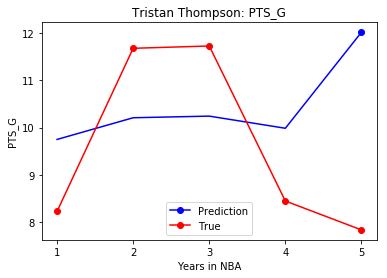 Tristan Thompson: PTS_G
12
11
10
9
8
PTS_G
Prediction
True
1 2 3 4 5
Years in NBA